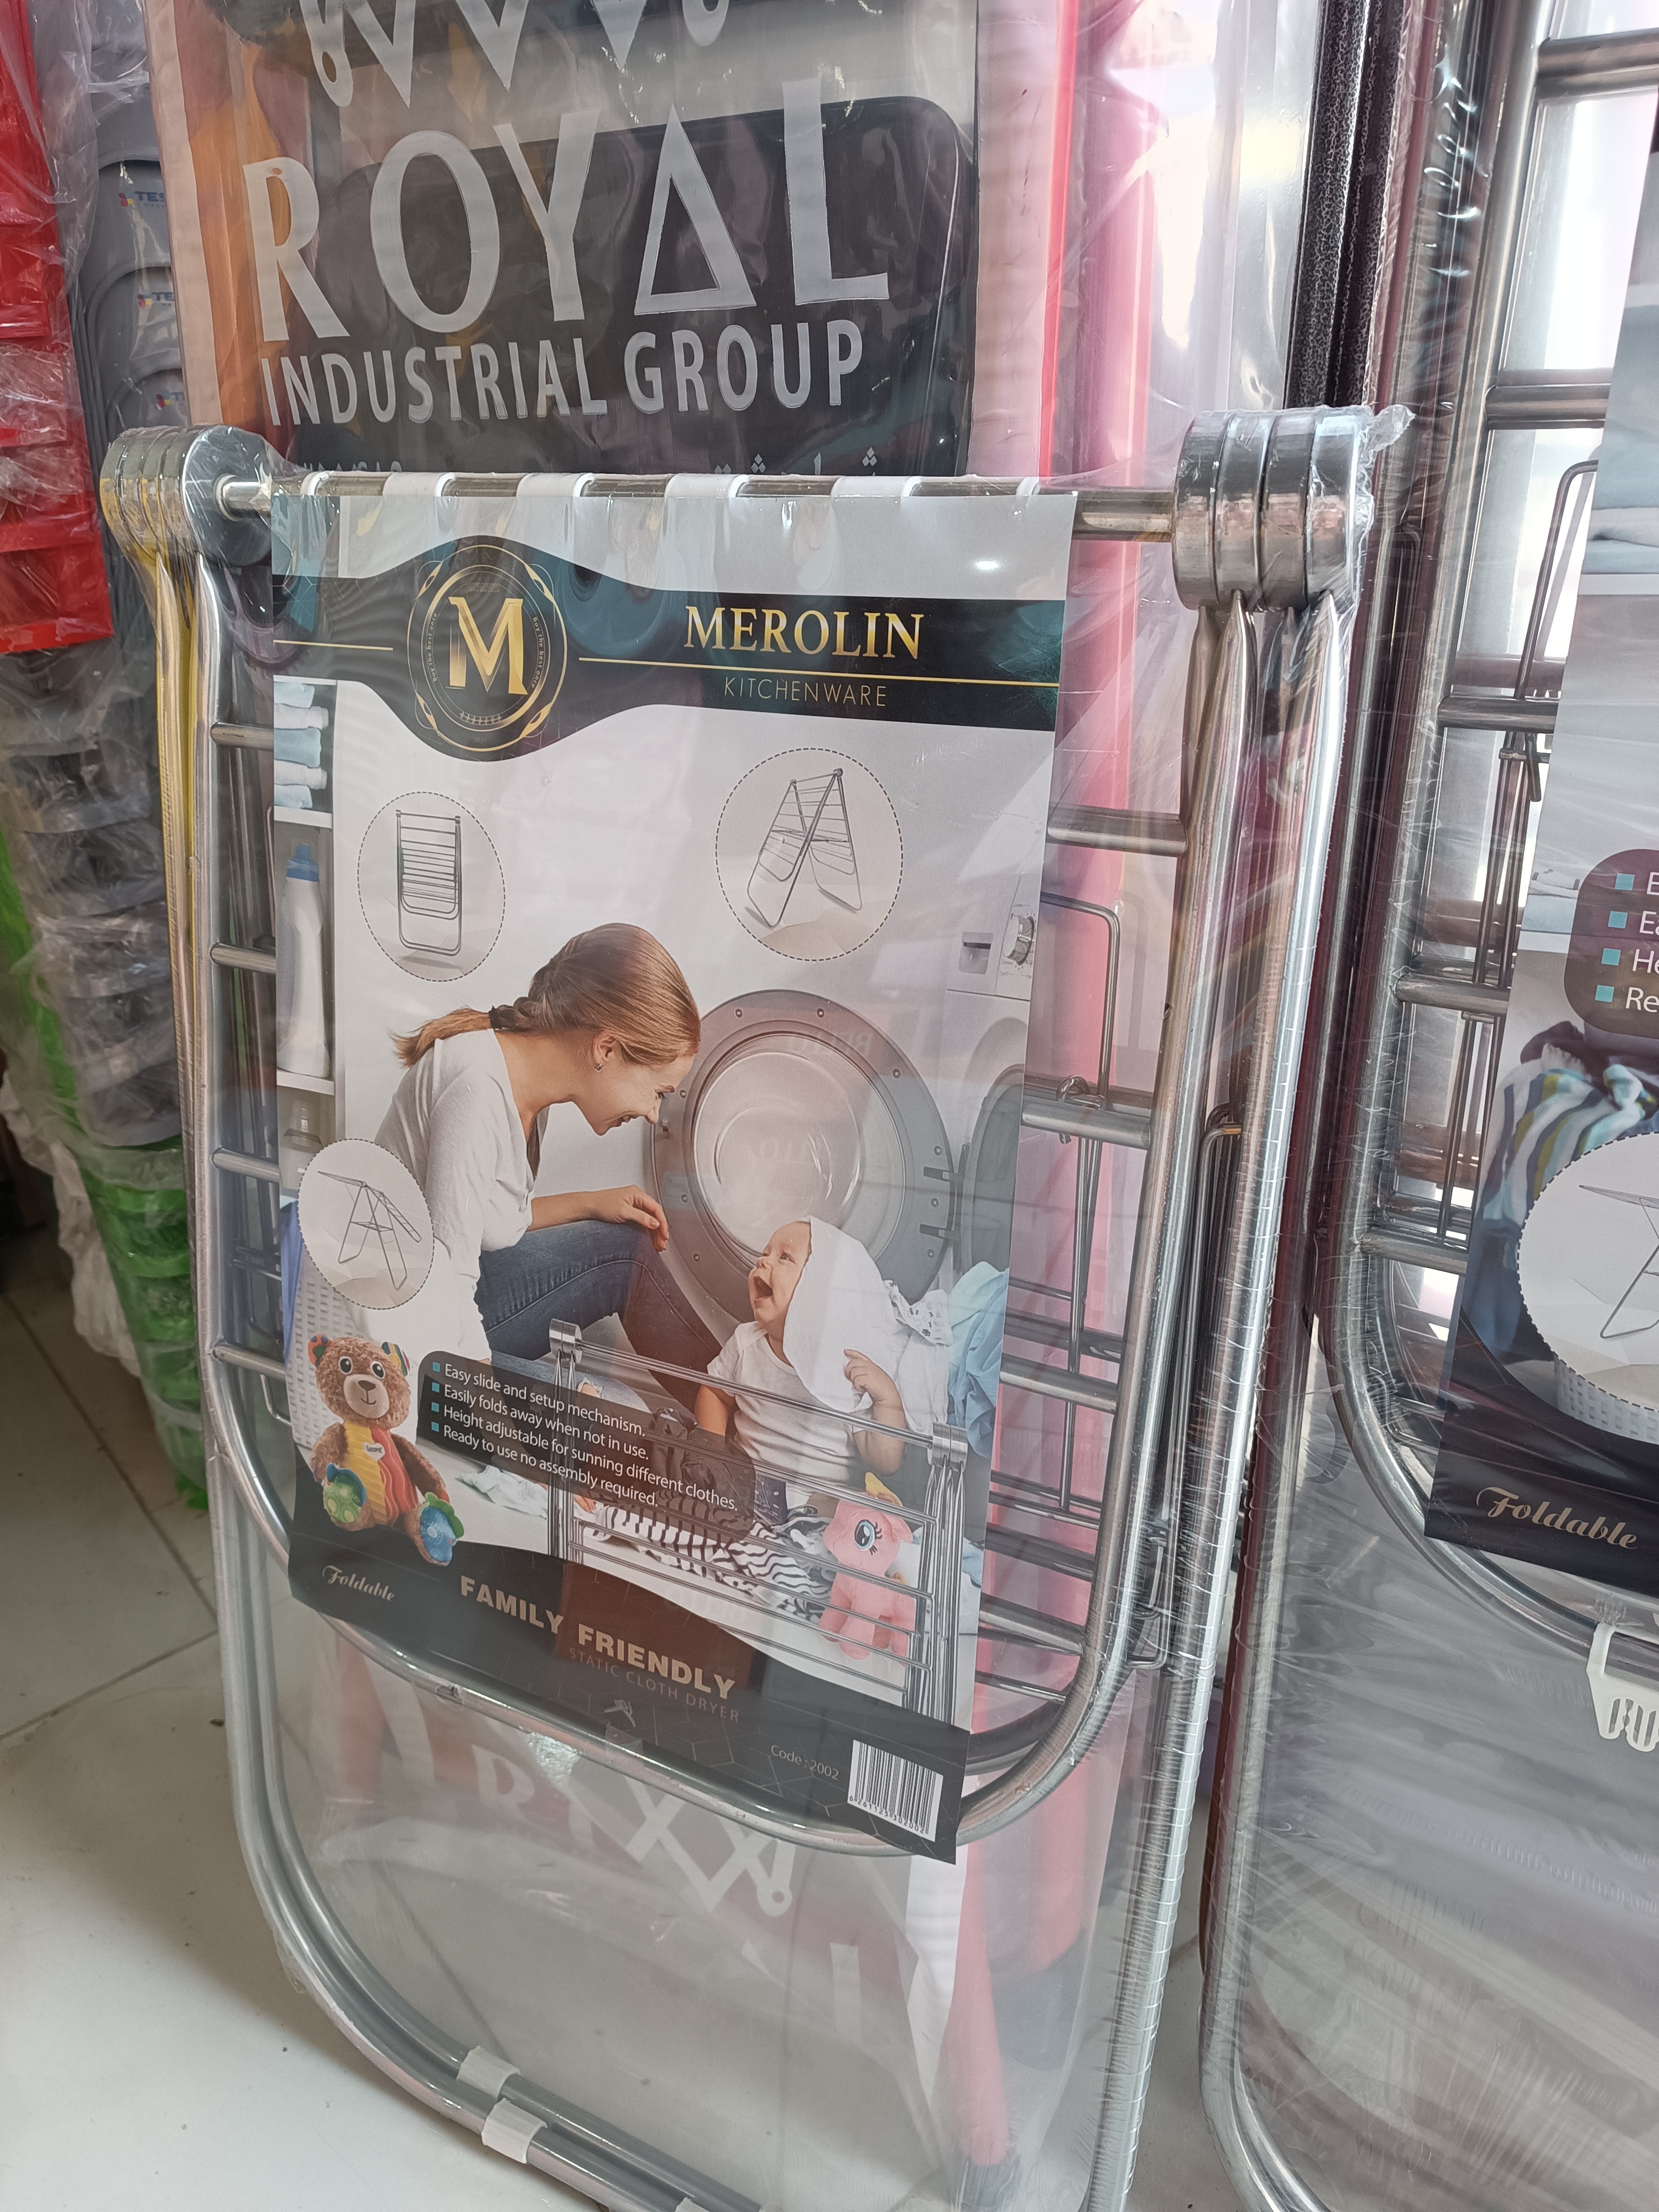 ROYAL
INDUSTRIAL GROUP
M
MEROLIN
KITCHENWARE
Easy slide and setup mechanism.
Easily folds away when not in use.
Height adjustable for sunning different clothes.
Ready to use no assembly required.
Foldable
FAMILY FRIENDLY
STATIC CLOTH DRYER
Code : 2002
Foldable